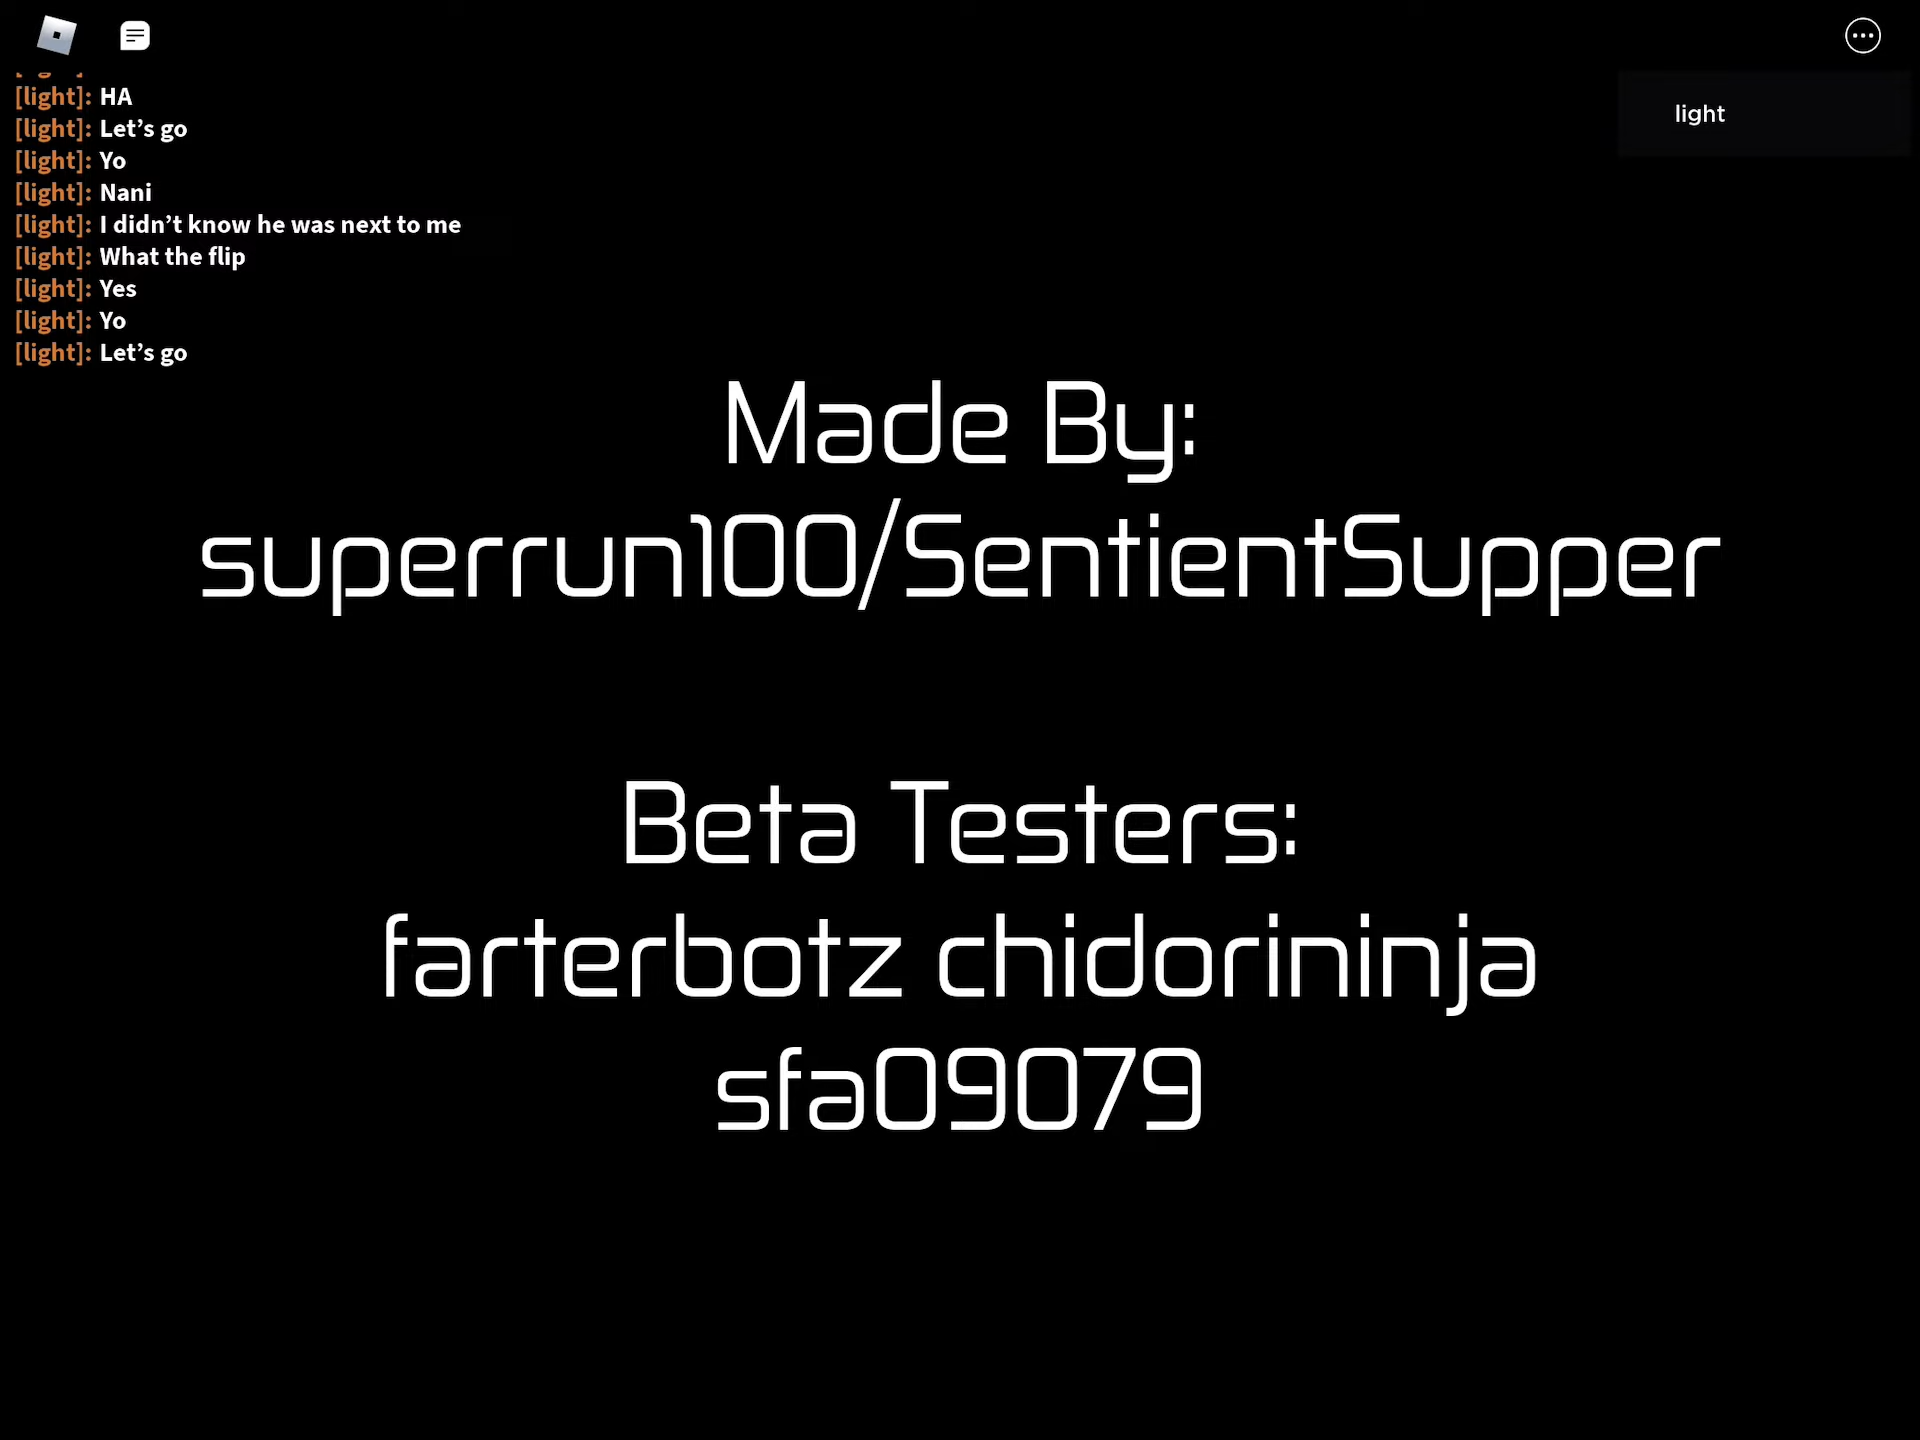 [light]: HA
[light]: Let’s go
[light]: Yo
[light]: Nani
[light]: I didn’t know he was next to me
[light]: What the flip
[light]: Yes
[light]: Yo
[light]: Let’s go
light
Made By:
superrun100/SentientSupper
Beta Testers:
farterbotz chidorininja
sfa09079